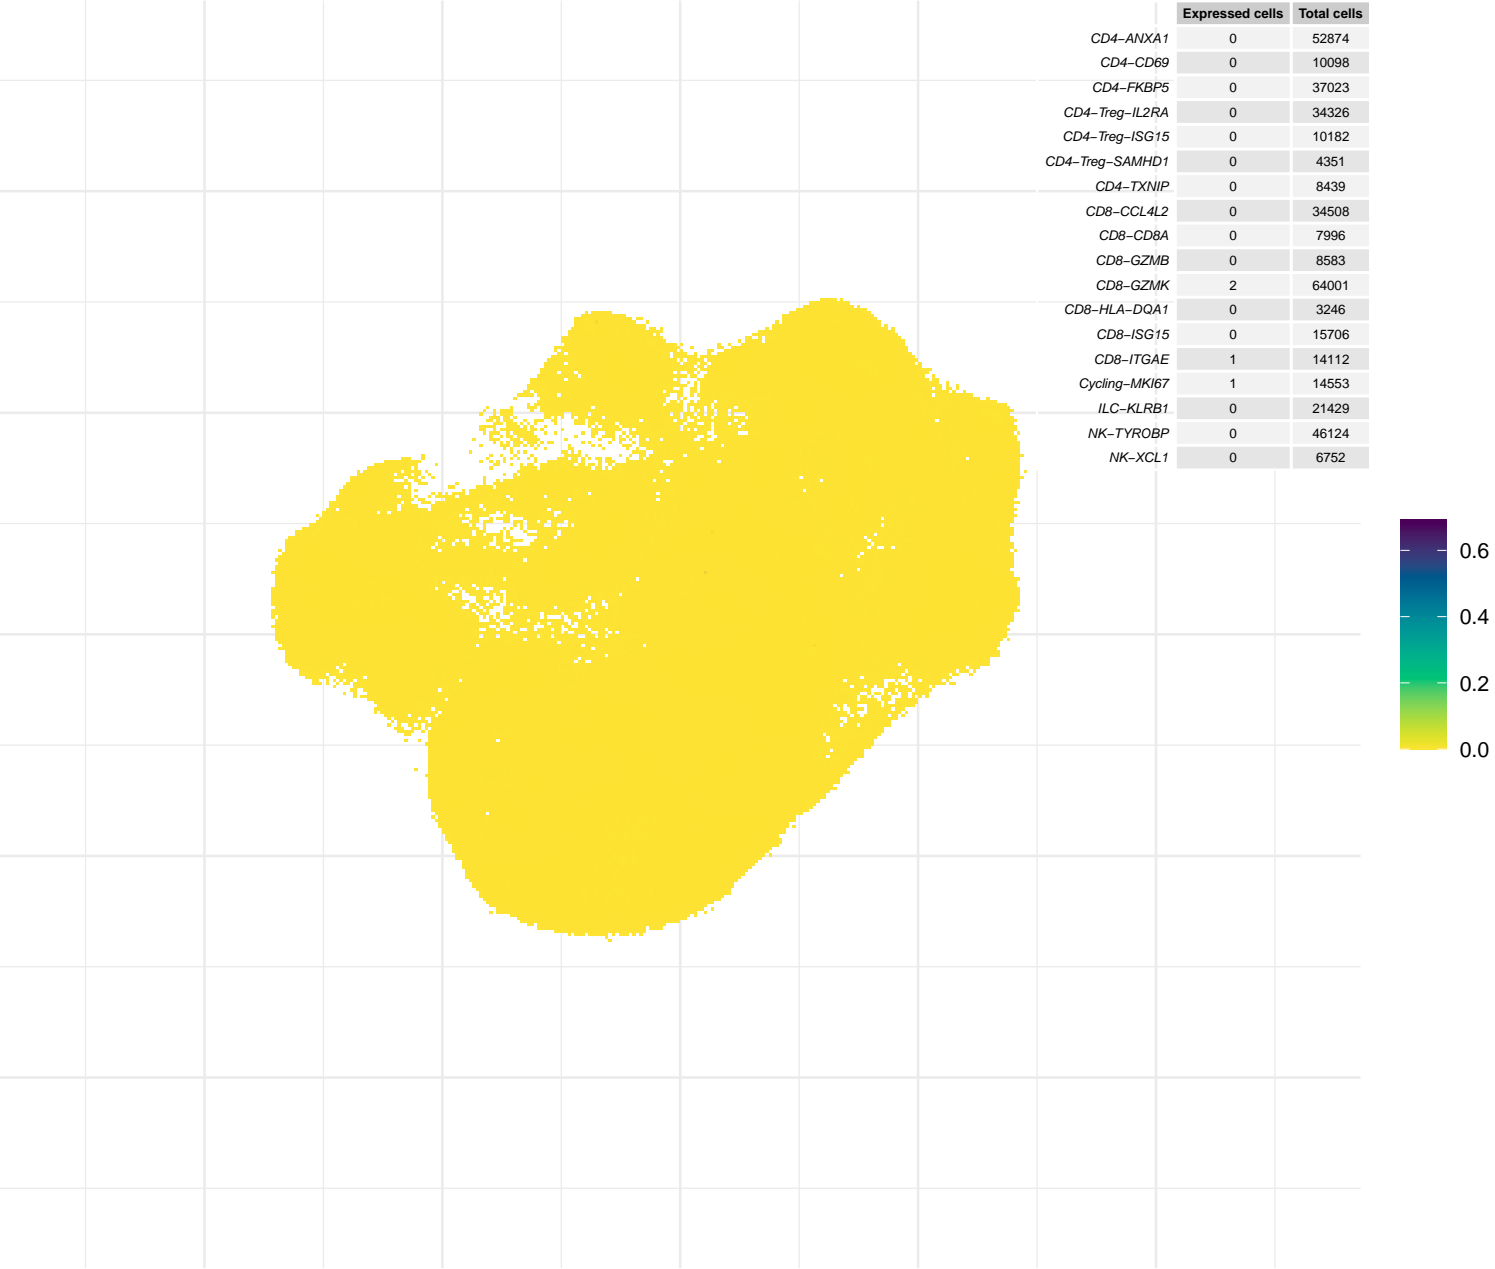 Expressed cells Total cells
CD4−ANXA1 0 52874
CD4−CD69 0 10098
CD4−FKBP5 0 37023
CD4−Treg−IL2RA 0 34326
CD4−Treg−ISG15 0 10182
CD4−Treg−SAMHD1 0 4351
CD4−TXNIP 0 8439
CD8−CCL4L2 0 34508
CD8−CD8A 0 7996
CD8−GZMB 0 8583
CD8−GZMK 2 64001
CD8−HLA−DQA1 0 3246
CD8−ISG15 0 15706
CD8−ITGAE 1 14112
Cycling−MKI67 1 14553
ILC−KLRB1 0 21429
NK−TYROBP 0 46124
NK−XCL1 0 6752
0.6
0.4
0.2
0.0